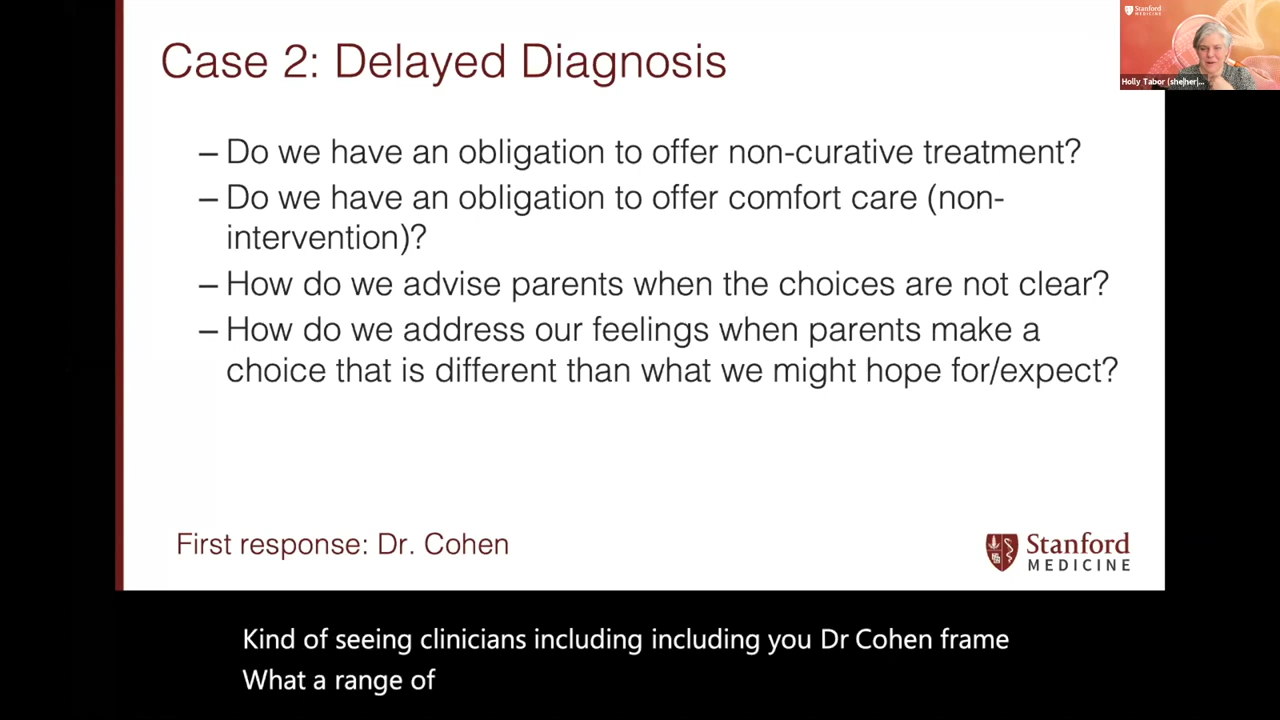 Case 2: Delayed Diagnosis
– Do we have an obligation to offer non-curative treatment?
– Do we have an obligation to offer comfort care (non-
intervention)?
– How do we advise parents when the choices are not clear?
– How do we address our feelings when parents make a
choice that is different than what we might hope for/expect?
First response: Dr. Cohen
Stanford
MEDICINE
Stanford
MEDICINE
Holly Tabor (she|her|...
Kind of seeing clinicians including including you Dr Cohen frame
What a range of